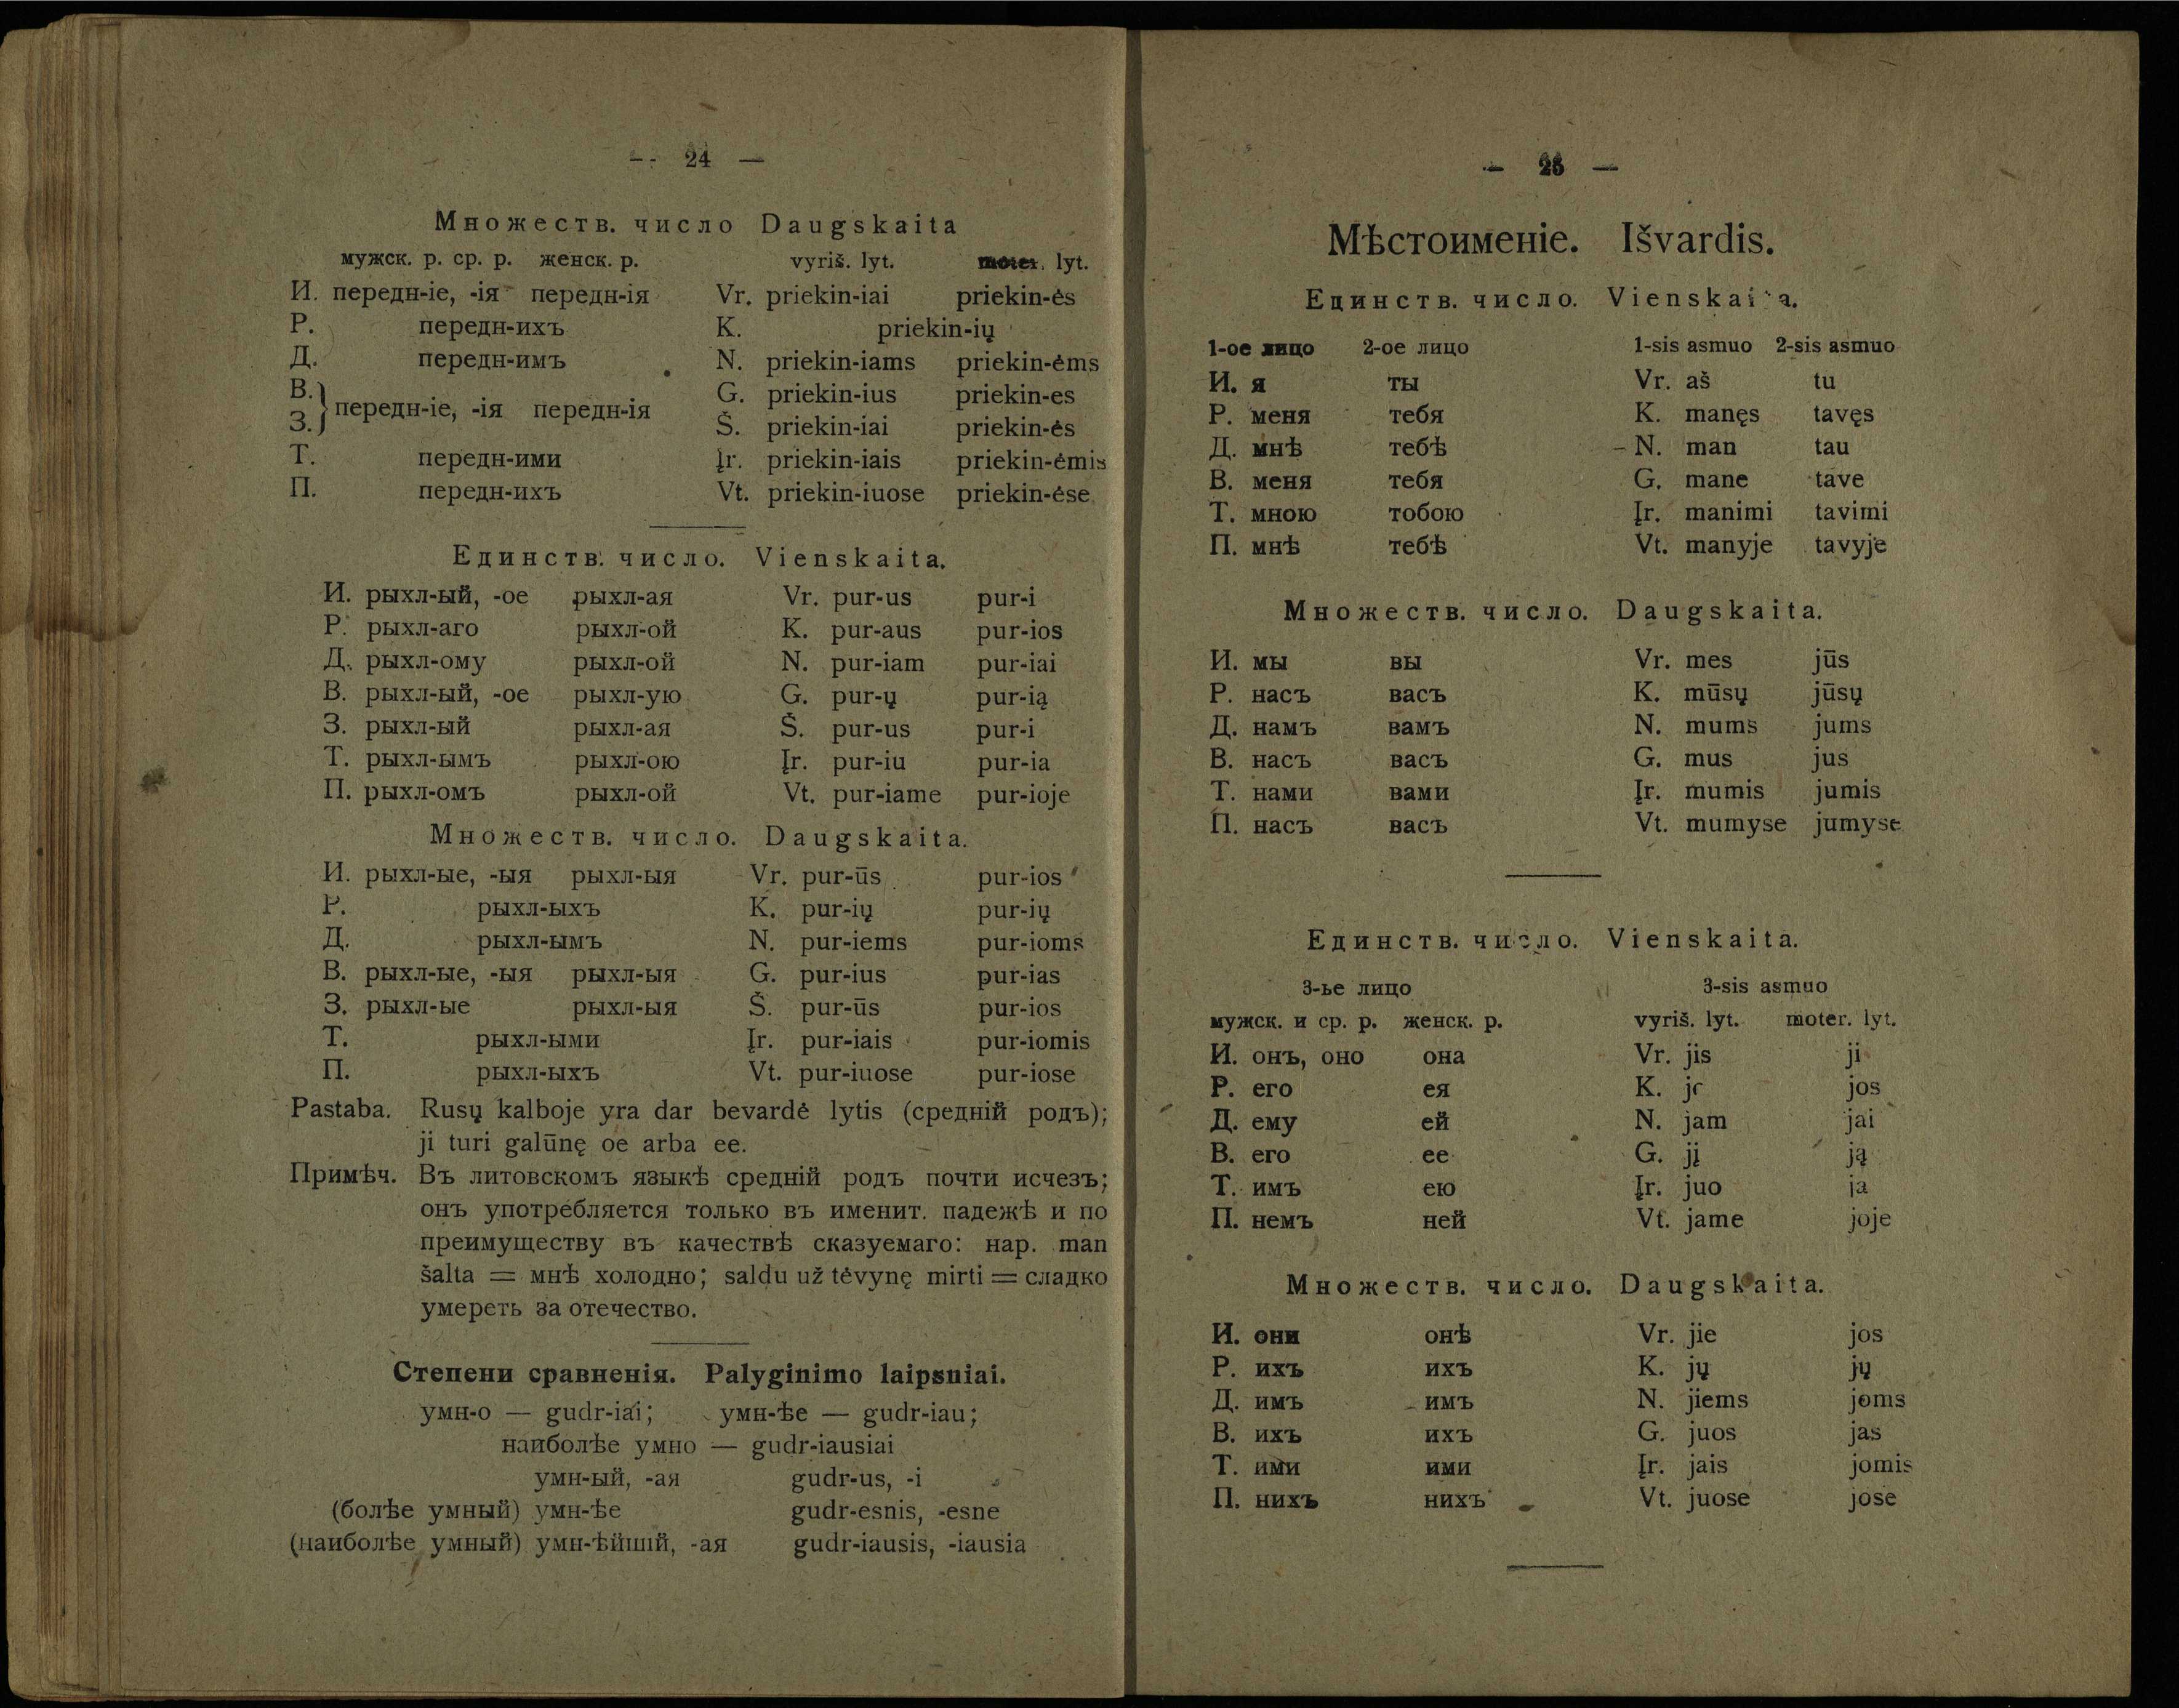 — 24 —
Множеств. число Daugskaita
мужск. р. ср. р. женск. р. vyriš. lyt. moter. lyt.
И. передн-іе, -ія передн-ія Vr. priekin-iai priekin-ės
Р. передн-ихъ K. priekin-ių
Д. передн-имъ N. priekin-iams priekin-ėms
В. G. priekin-ius priekin-es
} передн-іе, -ія передн-ія
З. Š. priekin-iai priekin-ės
Т. передн-ими Įr. priekin-iais priekin-ėmis
П. передн-ихъ Vt. priekin-iuose priekin-ėse
Единств. число. Vienskaita.
И. рыхл-ый, -ое рыхл-ая Vr. pur-us pur-i
Р. рыхл-аго рыхл-ой K. pur-aus pur-ios
Д. рыхл-ому рыхл-ой N. pur-iam pur-iai
В. рыхл-ый, -ое рыхл-ую G. pur-ų pur-ią
З. рыхл-ый рыхл-ая Š. pur-us pur-i
Т. рыхл-ымъ рыхл-ою Įr. pur-iu pur-ia
П. рыхл-омъ рыхл-ой Vt. pur-iame pur-ioje
Множеств. число. Daugskaita.
И. рыхл-ые, -ыя рыхл-ыя Vr. pur-ūs pur-ios
Р. рыхл-ыхъ K. pur-ių pur-ių
Д. рыхл-ымъ N. pur-iems pur-ioms
В. рыхл-ые, -ыя рыхл-ыя G. pur-ius pur-ias
З. рыхл-ые рыхл-ыя Š. pur-ūs pur-ios
Т. рыхл-ыми Įr. pur-iais pur-iomis
П. рыхл-ыхъ Vt. pur-iuose pur-iose
Pastaba. Rusų kalboje yra dar bevardė lytis (средній родъ);
ji turi galūnę oe arba ee.
Примѣч. Въ литовскомъ языкѣ средній родъ почти исчезъ;
онъ употребляется только въ именит. падежѣ и по
преимуществу въ качествѣ сказуемаго: нар. man
šalta = мнѣ холодно; saldu už tėvynę mirti = сладко
умереть за отечество.
Степени сравненія. Palyginimo laipsniai.
умн-о — gudr-iai; умн-ѣе — gudr-iau;
наиболѣе умно — gudr-iausiai
умн-ый, -ая gudr-us, -i
(болѣе умный) умн-ѣе gudr-esnis, -esne
(наиболѣе умный) умн-ѣйшій, -ая gudr-iausis, -iausia
— 25 —
Мѣстоименіе. Išvardis.
Единств. число. Vienskaita.
1-ое лицо 2-ое лицо 1-sis asmuo 2-sis asmuo
И. я ты Vr. aš tu
Р. меня тебя K. manęs tavęs
Д. мнѣ тебѣ N. man tau
В. меня тебя G. mane tave
Т. мною тобою Įr. manimi tavimi
П. мнѣ тебѣ Vt. manyje tavyje
Множеств. число. Daugskaita.
И. мы вы Vr. mes jūs
Р. насъ васъ K. mūsų jūsų
Д. намъ вамъ N. mums jums
В. насъ васъ G. mus jus
Т. нами вами Įr. mumis jumis
П. насъ васъ Vt. mumyse jumyse
Единств. число. Vienskaita.
3-ье лицо 3-sis asmuo
мужск. и ср. р. женск. р. vyriš. lyt. moter. lyt.
И. онъ, оно она Vr. jis ji
Р. его ея K. jo jos
Д. ему ей N. jam jai
В. его ее G. jį ją
Т. имъ ею Įr. juo ja
П. немъ ней Vt. jame joje
Множеств. число. Daugskaita.
И. они онѣ Vr. jie jos
Р. ихъ ихъ K. jų jų
Д. имъ имъ N. jiems joms
В. ихъ ихъ G. juos jas
Т. ими ими Įr. jais jomis
П. нихъ нихъ Vt. juose jose